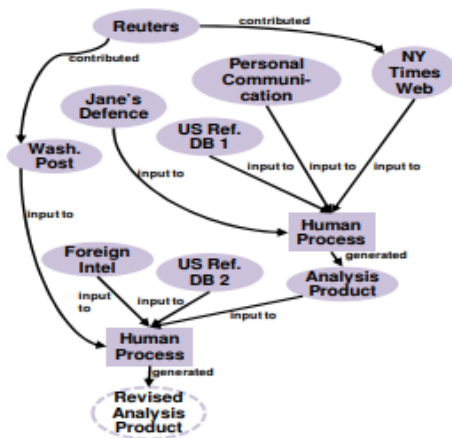 Reuters
contributed
contributed
Personal
Communi-
cation
NY
Times
Web
Jane's
Defence
US Ref.
DB 1
Wash.
Post
input to
input to
input to
input to
input to
Human
Process
generated
Foreign
Intel
US Ref.
DB 2
Analysis
Product
input
to
input to
input to
Human
Process
generated
Revised
Analysis
Product